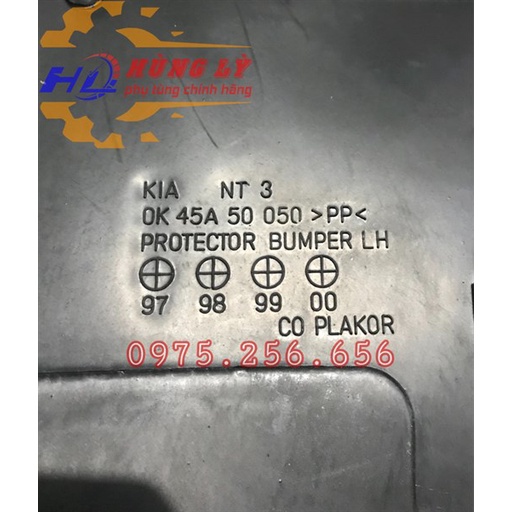 HQ HÙNG LÝ
phụ tùng chính hãng
KIA NT 3
0K 45A 50 050 >PP<
PROTECTOR BUMPER LH
97 98 99 00
CO PLAKOR
0975.256.656